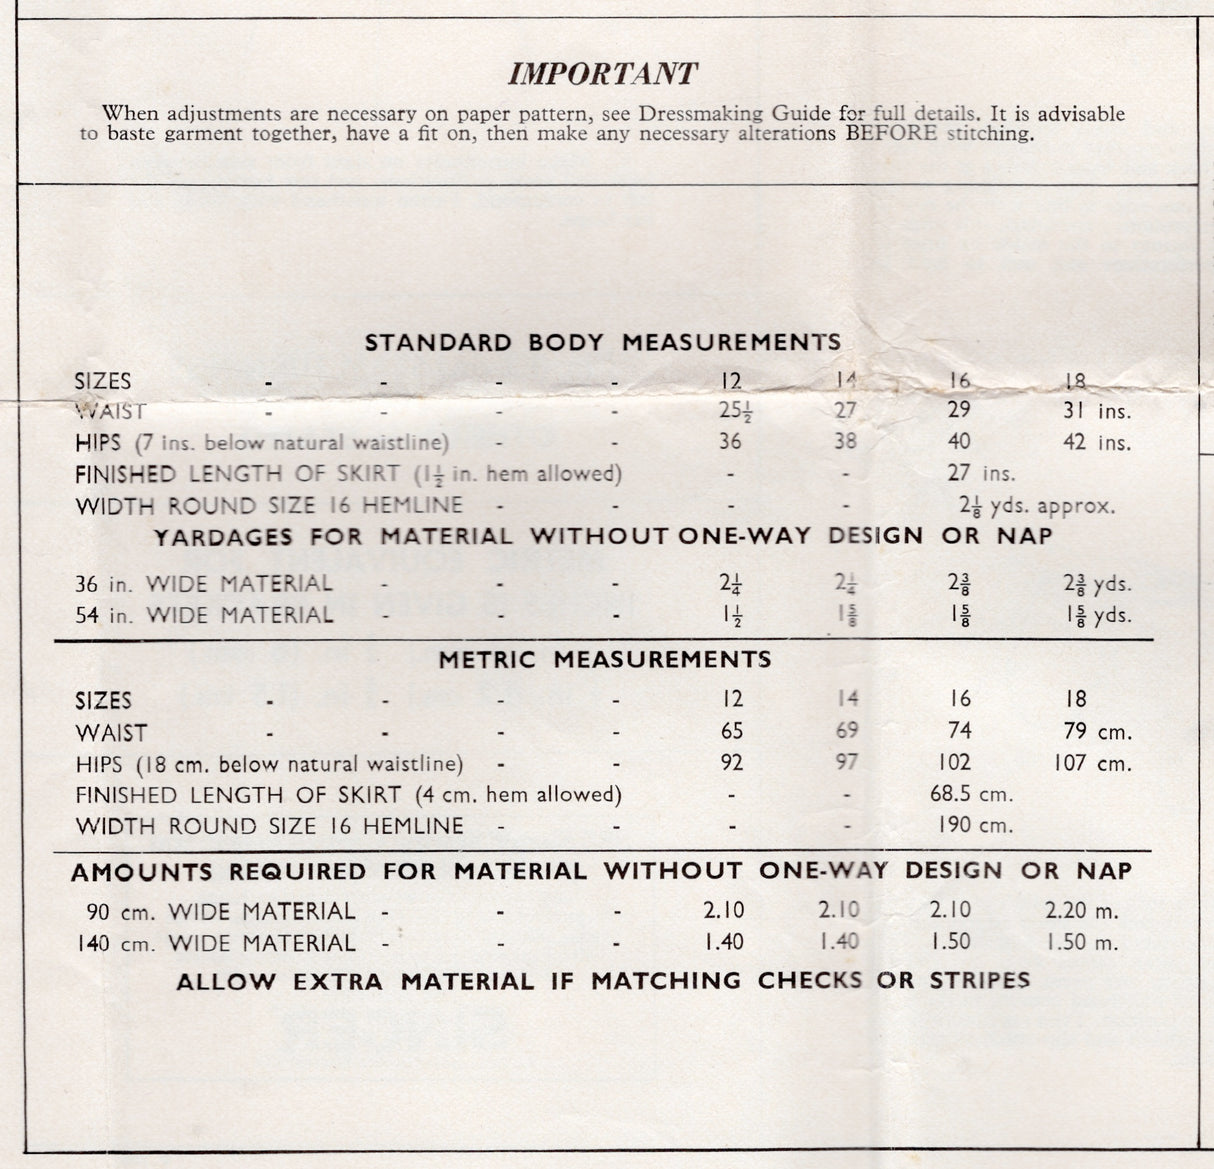 IMPORTANT
When adjustments are necessary on paper pattern, see Dressmaking Guide for full details. It is advisable
to baste garment together, have a fit on, then make any necessary alterations BEFORE stitching.
STANDARD BODY MEASUREMENTS
SIZES - - - - 12 14 16 18
WAIST - - - - 25½ 27 29 31 ins.
HIPS (7 ins. below natural waistline) - - 36 38 40 42 ins.
FINISHED LENGTH OF SKIRT (1½ in. hem allowed) - - 27 ins.
WIDTH ROUND SIZE 16 HEMLINE - - - - 2⅛ yds. approx.
YARDAGES FOR MATERIAL WITHOUT ONE-WAY DESIGN OR NAP
36 in. WIDE MATERIAL - - - 2¼ 2¼ 2⅜ 2⅜ yds.
54 in. WIDE MATERIAL - - - 1½ 1⅝ 1⅝ 1⅝ yds.
METRIC MEASUREMENTS
SIZES - - - - 12 14 16 18
WAIST - - - - 65 69 74 79 cm.
HIPS (18 cm. below natural waistline) - - 92 97 102 107 cm.
FINISHED LENGTH OF SKIRT (4 cm. hem allowed) - - 68.5 cm.
WIDTH ROUND SIZE 16 HEMLINE - - - - 190 cm.
AMOUNTS REQUIRED FOR MATERIAL WITHOUT ONE-WAY DESIGN OR NAP
90 cm. WIDE MATERIAL - - - 2.10 2.10 2.10 2.20 m.
140 cm. WIDE MATERIAL - - - 1.40 1.40 1.50 1.50 m.
ALLOW EXTRA MATERIAL IF MATCHING CHECKS OR STRIPES